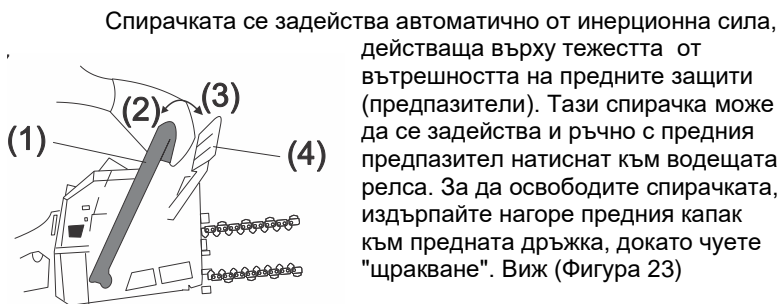 Спирачката се задейства автоматично от инерционна сила,
действаща върху тежестта от
вътрешността на предните защити
(предпазители). Тази спирачка може
да се задейства и ръчно с предния
предпазител натиснат към водещата
релса. За да освободите спирачката,
издърпайте нагоре предния капак
към предната дръжка, докато чуете
"щракване". Виж (Фигура 23)
(1)
(2)
(3)
(4)